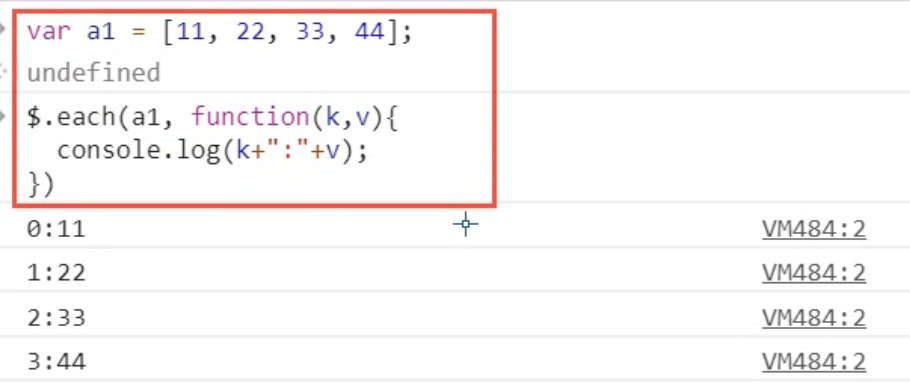 var a1 = [11, 22, 33, 44];
undefined
$.each(a1, function(k,v){
  console.log(k+":"+v);
})
0:11 VM484:2
1:22 VM484:2
2:33 VM484:2
3:44 VM484:2